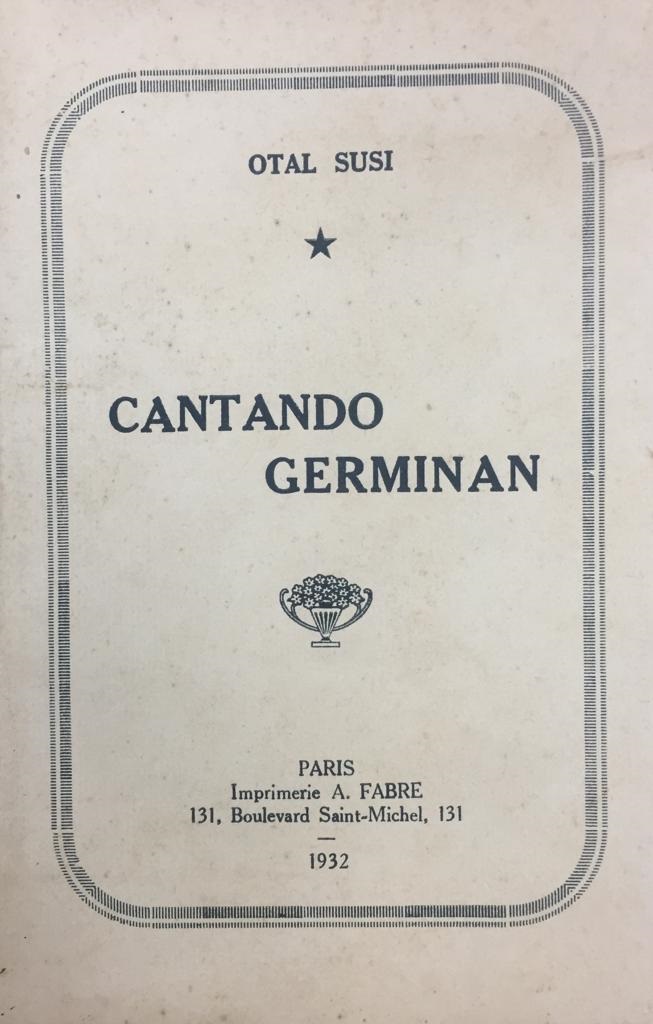 OTAL SUSI
CANTANDO
GERMINAN
PARIS
Imprimerie A. FABRE
131, Boulevard Saint-Michel, 131
1932